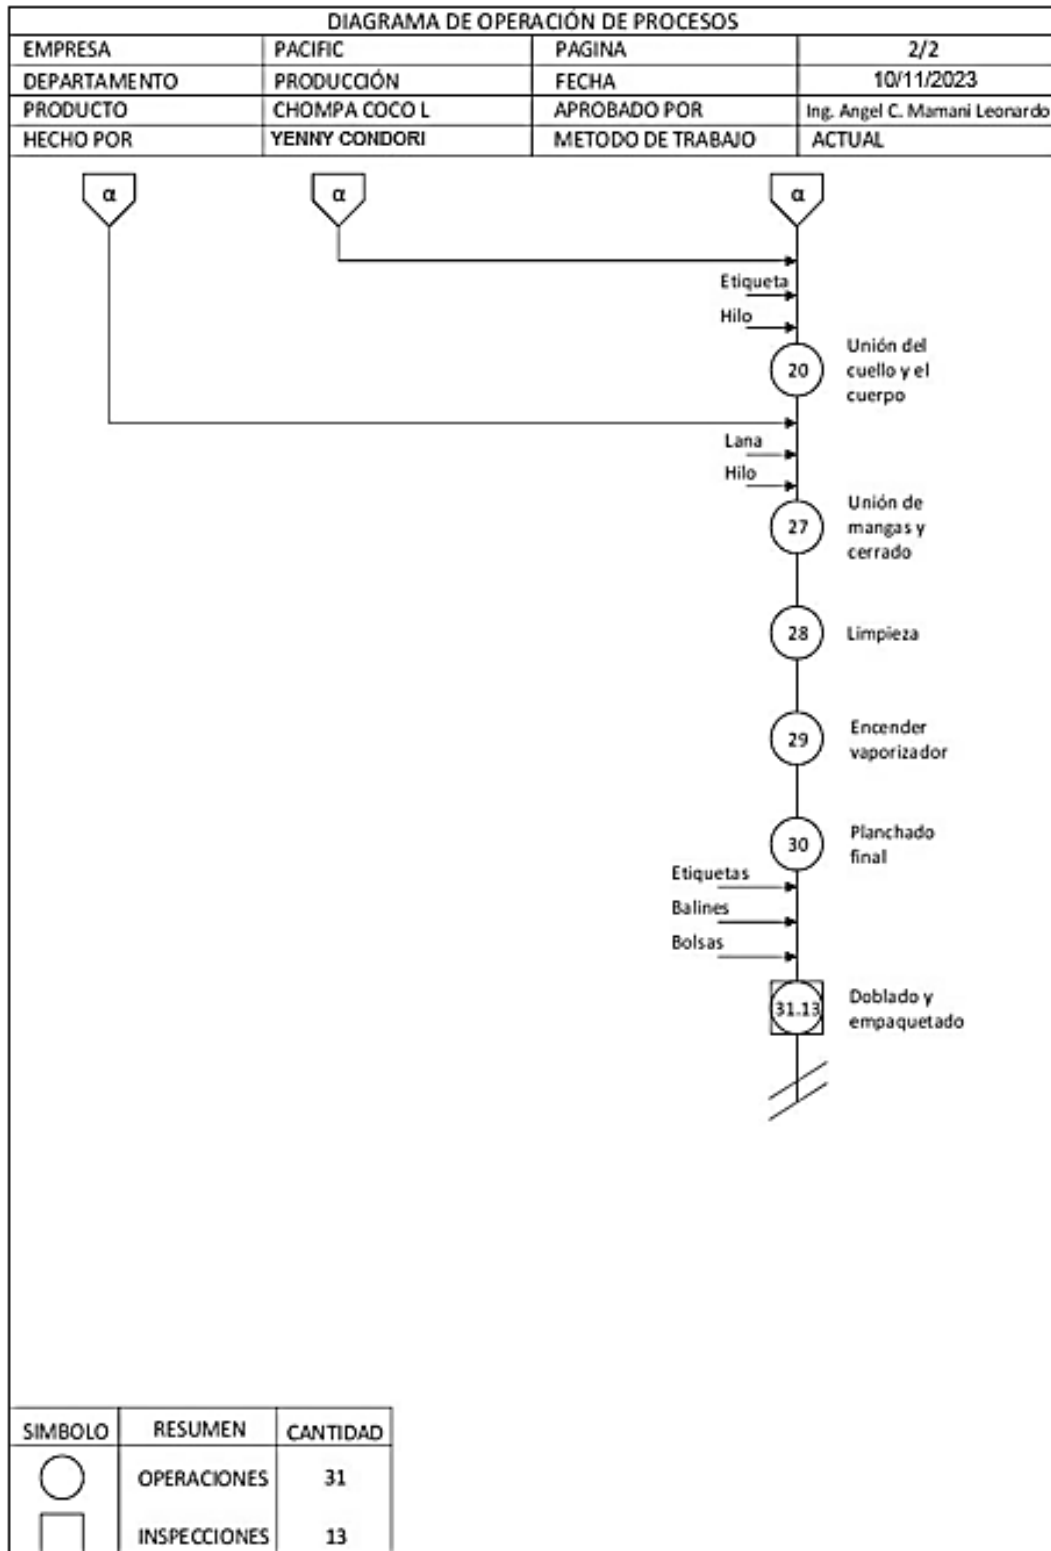 DIAGRAMA DE OPERACIÓN DE PROCESOS
EMPRESA PACIFIC PAGINA 2/2
DEPARTAMENTO PRODUCCIÓN FECHA 10/11/2023
PRODUCTO CHOMPA COCO L APROBADO POR Ing. Angel C. Mamani Leonardo
HECHO POR YENNY CONDORI METODO DE TRABAJO ACTUAL
α α α
Etiqueta
Hilo
20
Unión del
cuello y el
cuerpo
Lana
Hilo
27
Unión de
mangas y
cerrado
28 Limpieza
29
Encender
vaporizador
30
Planchado
final
Etiquetas
Balines
Bolsas
31.13
Doblado y
empaquetado
SIMBOLO RESUMEN CANTIDAD
OPERACIONES 31
INSPECCIONES 13